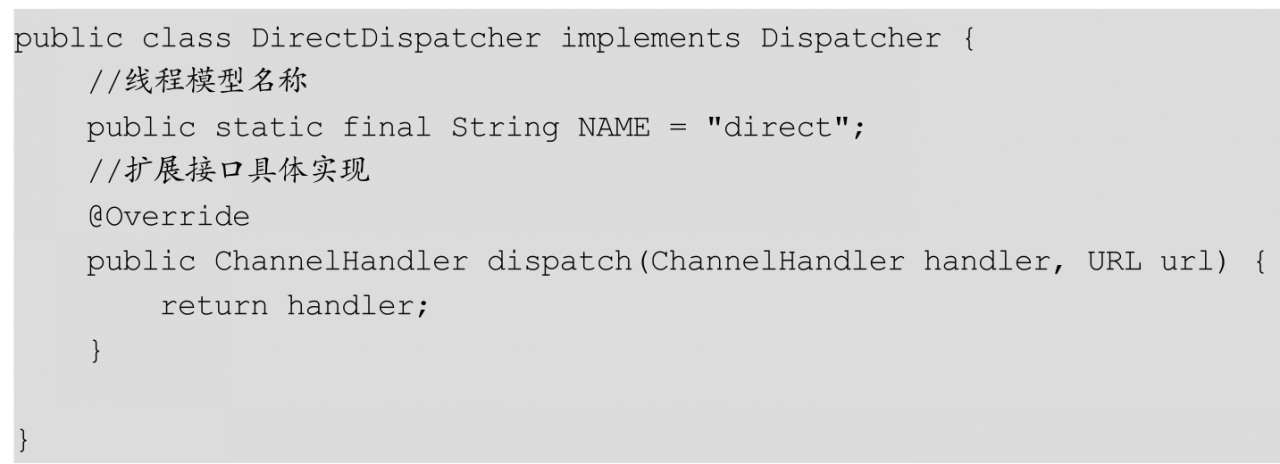 public class DirectDispatcher implements Dispatcher {
    //线程模型名称
    public static final String NAME = "direct";
    //扩展接口具体实现
    @Override
    public ChannelHandler dispatch(ChannelHandler handler, URL url) {
        return handler;
    }
}